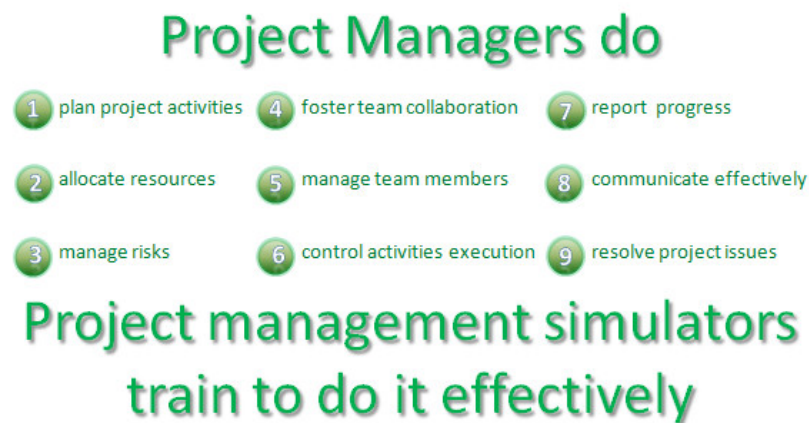 Project Managers do
1 plan project activities
2 allocate resources
3 manage risks
4 foster team collaboration
5 manage team members
6 control activities execution
7 report progress
8 communicate effectively
9 resolve project issues
Project management simulators
train to do it effectively